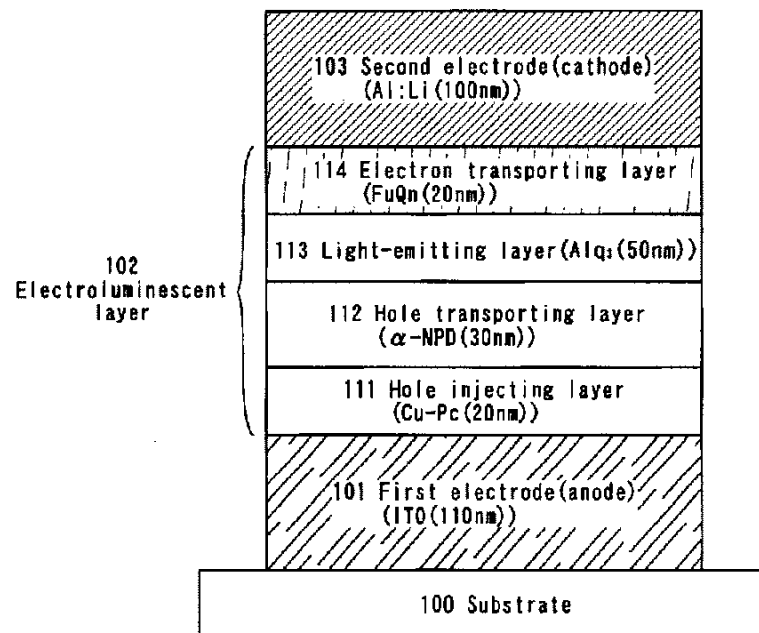 103 Second electrode(cathode)
(Al:Li(100nm))
114 Electron transporting layer
(FuQn(20nm))
113 Light-emitting layer(Alq₃(50nm))
102
Electroluminescent
layer
112 Hole transporting layer
(α-NPD(30nm))
111 Hole injecting layer
(Cu-Pc(20nm))
101 First electrode(anode)
(ITO(110nm))
100 Substrate